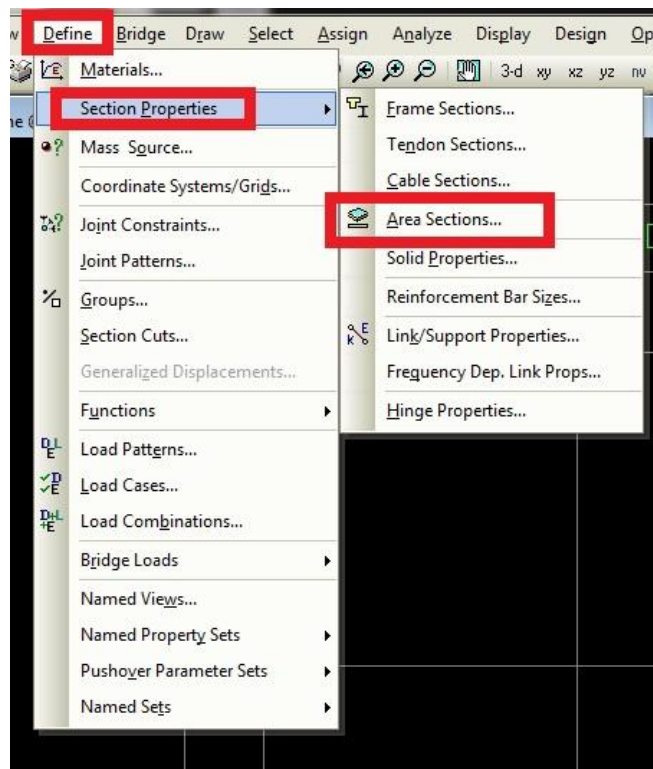 Define Bridge Draw Select Assign Analyze Display Design
3-d xy xz yz nv
Materials...
Section Properties
Mass Source...
Coordinate Systems/Grids...
Joint Constraints...
Joint Patterns...
Groups...
Section Cuts...
Generalized Displacements...
Functions
Load Patterns...
Load Cases...
Load Combinations...
Bridge Loads
Named Views...
Named Property Sets
Pushover Parameter Sets
Named Sets
Frame Sections...
Tendon Sections...
Cable Sections...
Area Sections...
Solid Properties...
Reinforcement Bar Sizes...
Link/Support Properties...
Frequency Dep. Link Props...
Hinge Properties...